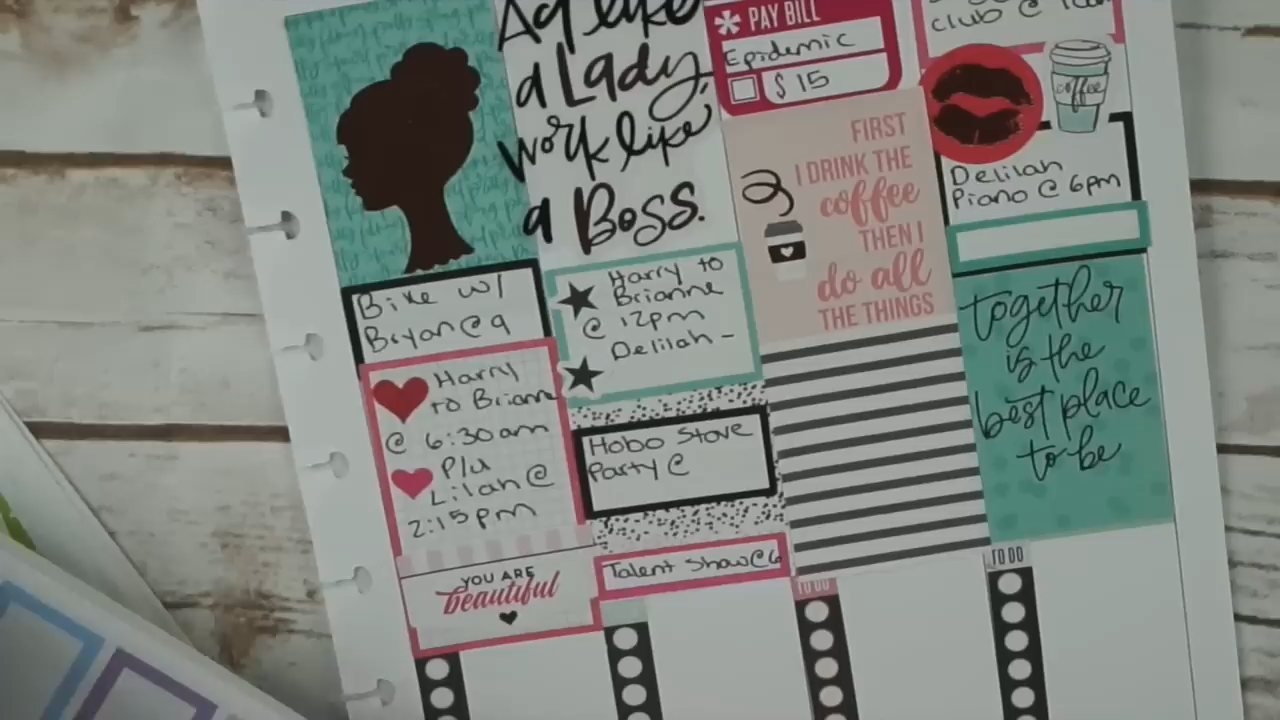 Act like
a Lady,
work like
a Boss.
Bike w/
Bryan @ 9
Harry
to Brianne
@ 6:30am
P/u
Lilah @
2:15pm
YOU ARE
beautiful
Harry to
Brianne
@ 12pm
Delilah -
Hobo Stove
Party @
Talent Show @ 6
PAY BILL
Epidemic
$ 15
FIRST
I DRINK THE
coffee
THEN I
do all
THE THINGS
TO DO
club @
coffee
Delilah
Piano @ 6pm
together
is the
best place
to be
TO DO